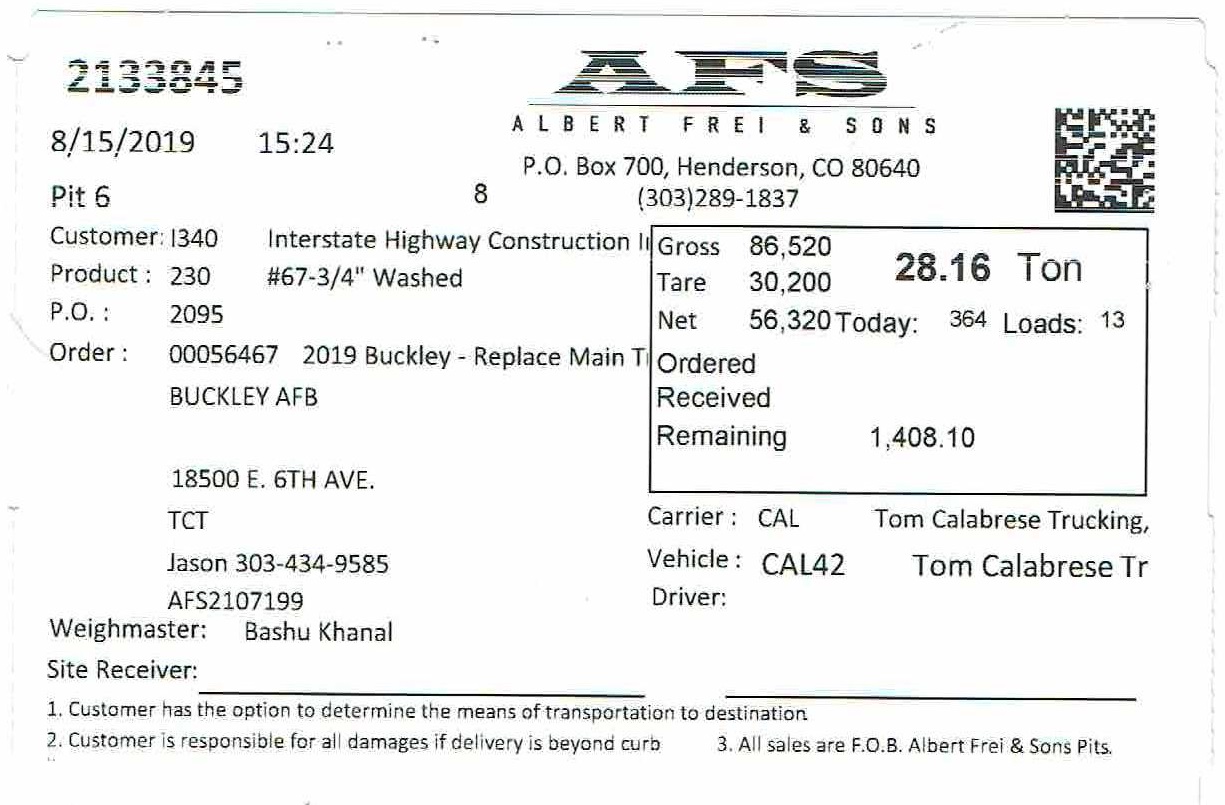 2133845
AFS
ALBERT FREI & SONS
8/15/2019 15:24
P.O. Box 700, Henderson, CO 80640
Pit 6 8 (303)289-1837
Customer: I340 Interstate Highway Construction
Product : 230 #67-3/4" Washed
P.O. : 2095
Order : 00056467 2019 Buckley - Replace Main
BUCKLEY AFB
18500 E. 6TH AVE.
TCT
Jason 303-434-9585
AFS2107199
Weighmaster: Bashu Khanal
Site Receiver:
Gross 86,520 28.16 Ton
Tare 30,200
Net 56,320 Today: 364 Loads: 13
Ordered
Received
Remaining 1,408.10
Carrier : CAL Tom Calabrese Trucking,
Vehicle : CAL42 Tom Calabrese Tr
Driver:
1. Customer has the option to determine the means of transportation to destination
2. Customer is responsible for all damages if delivery is beyond curb 3. All sales are F.O.B. Albert Frei & Sons Pits.